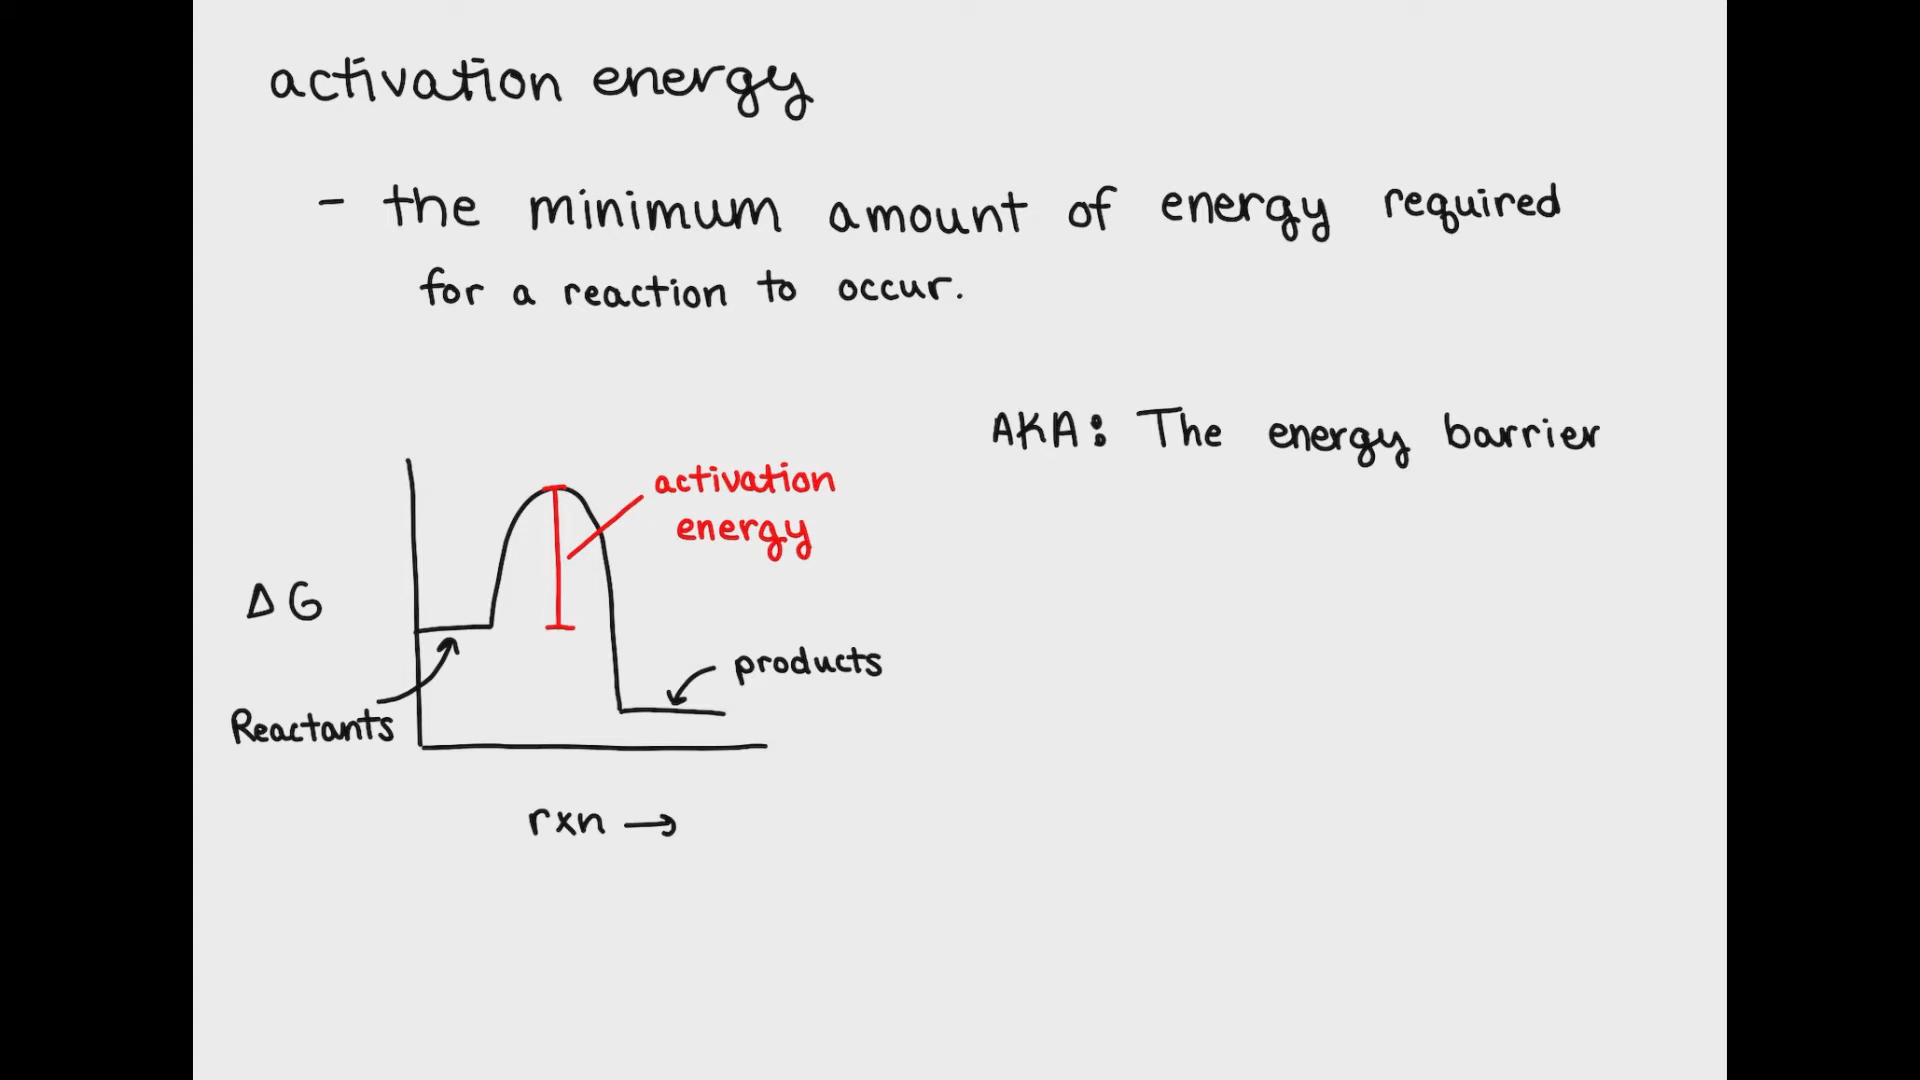 activation energy
- the minimum amount of energy required
for a reaction to occur.
AKA: The energy barrier
activation
energy
ΔG
products
Reactants
rxn →